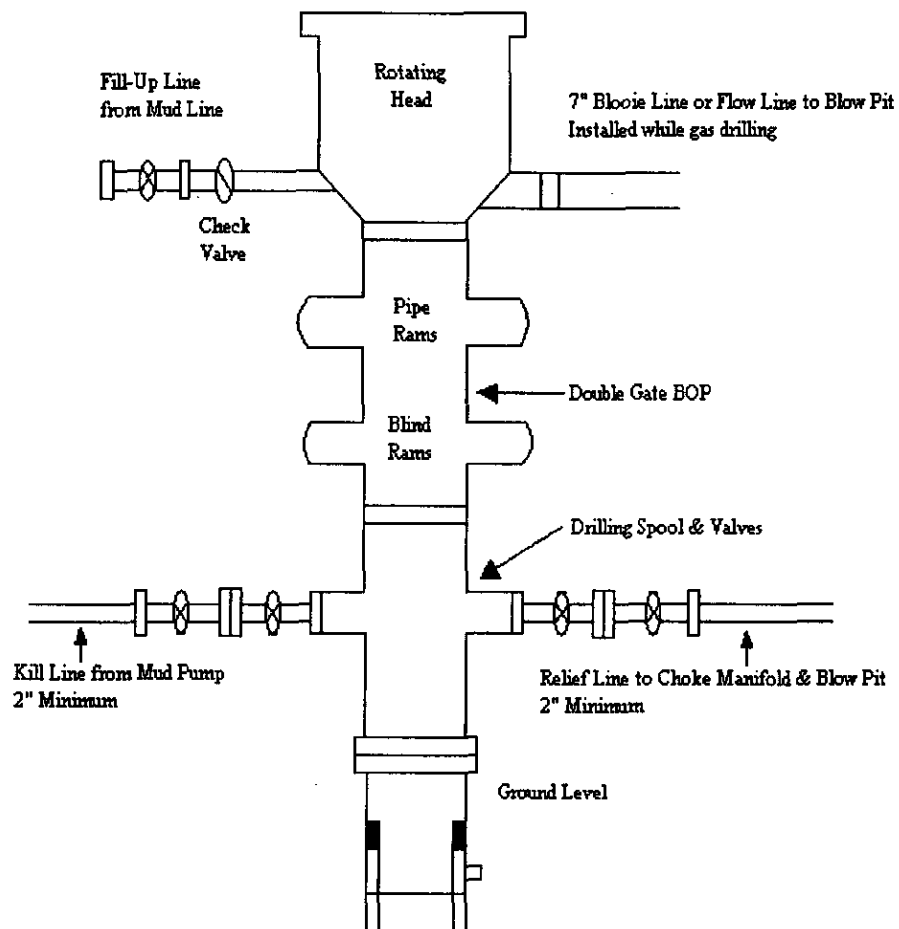 Rotating
Head
Fill-Up Line
from Mud Line
7" Blooie Line or Flow Line to Blow Pit
Installed while gas drilling
Check
Valve
Pipe
Rams
Double Gate BOP
Blind
Rams
Drilling Spool & Valves
Kill Line from Mud Pump
2" Minimum
Relief Line to Choke Manifold & Blow Pit
2" Minimum
Ground Level